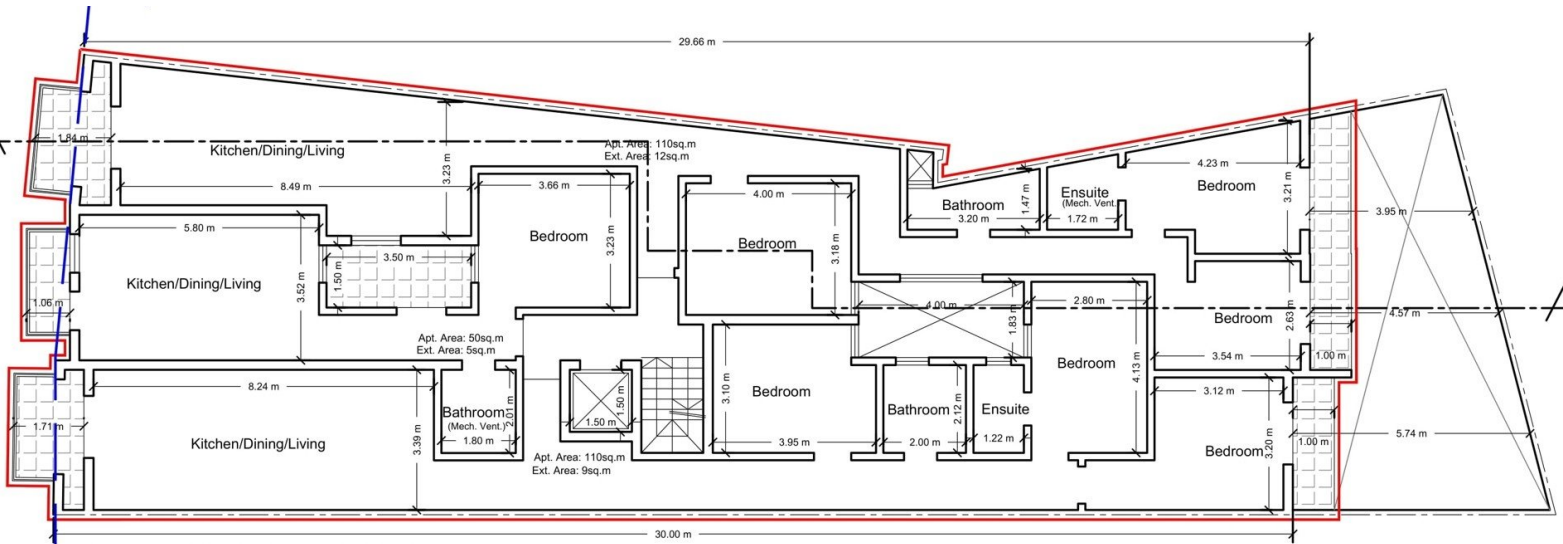 29.66 m
1.84 m
Kitchen/Dining/Living
8.49 m
3.23 m
Apt. Area: 110sq.m
Ext. Area: 12sq.m
3.66 m
Bedroom
3.23 m
4.00 m
Bedroom
3.18 m
Bathroom
3.20 m
1.47 m
Ensuite
(Mech. Vent.
1.72 m
4.23 m
Bedroom
3.21 m
3.95 m
5.80 m
3.50 m
1.50 m
Kitchen/Dining/Living
3.52 m
1.06 m
Apt. Area: 50sq.m
Ext. Area: 5sq.m
4.00 m
1.83 m
2.80 m
Bedroom
4.13 m
Bedroom
2.63 m
3.54 m
1.00 m
4.57 m
8.24 m
Kitchen/Dining/Living
3.39 m
1.71 m
Bathroom
(Mech. Vent.)
1.80 m
2.01 m
1.50 m
1.50 m
Apt. Area: 110sq.m
Ext. Area: 9sq.m
3.10 m
Bedroom
3.95 m
Bathroom
2.00 m
2.12 m
Ensuite
1.22 m
3.12 m
Bedroom
3.20 m
1.00 m
5.74 m
30.00 m